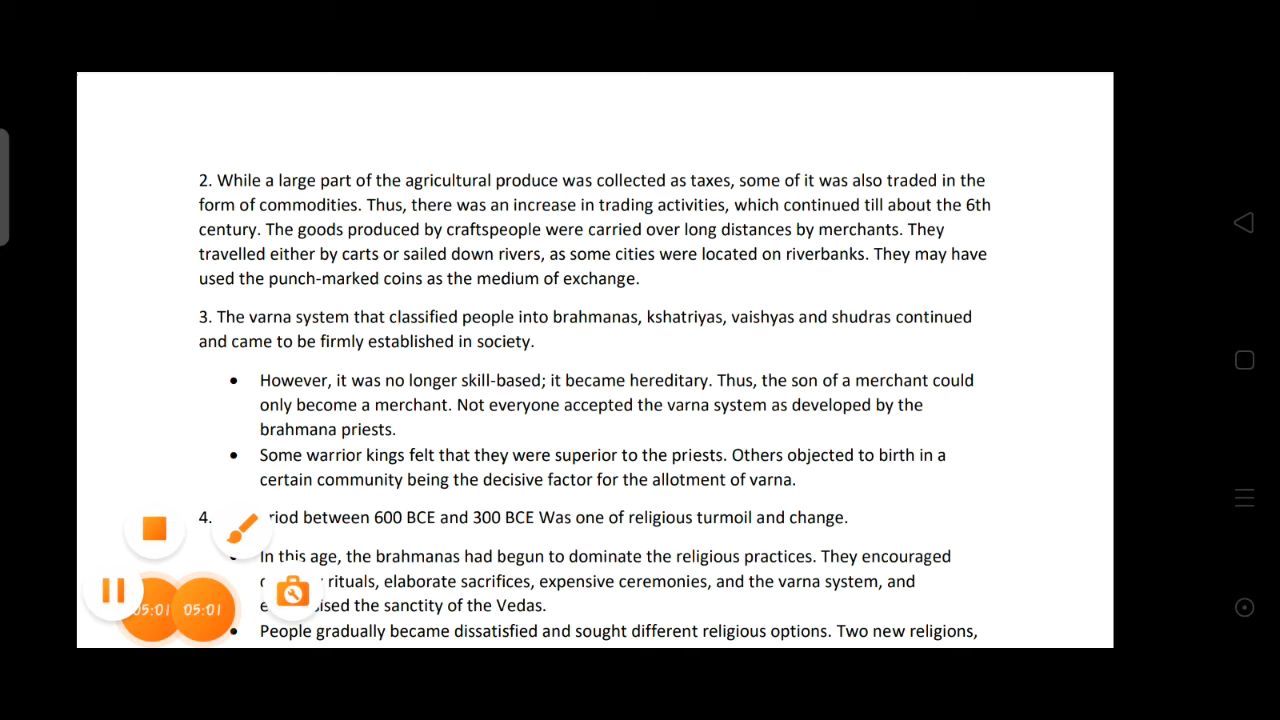 2. While a large part of the agricultural produce was collected as taxes, some of it was also traded in the
form of commodities. Thus, there was an increase in trading activities, which continued till about the 6th
century. The goods produced by craftspeople were carried over long distances by merchants. They
travelled either by carts or sailed down rivers, as some cities were located on riverbanks. They may have
used the punch-marked coins as the medium of exchange.
3. The varna system that classified people into brahmanas, kshatriyas, vaishyas and shudras continued
and came to be firmly established in society.
• However, it was no longer skill-based; it became hereditary. Thus, the son of a merchant could
only become a merchant. Not everyone accepted the varna system as developed by the
brahmana priests.
• Some warrior kings felt that they were superior to the priests. Others objected to birth in a
certain community being the decisive factor for the allotment of varna.
4. riod between 600 BCE and 300 BCE Was one of religious turmoil and change.
• In this age, the brahmanas had begun to dominate the religious practices. They encouraged
rituals, elaborate sacrifices, expensive ceremonies, and the varna system, and
ised the sanctity of the Vedas.
• People gradually became dissatisfied and sought different religious options. Two new religions,
05:01 05:01